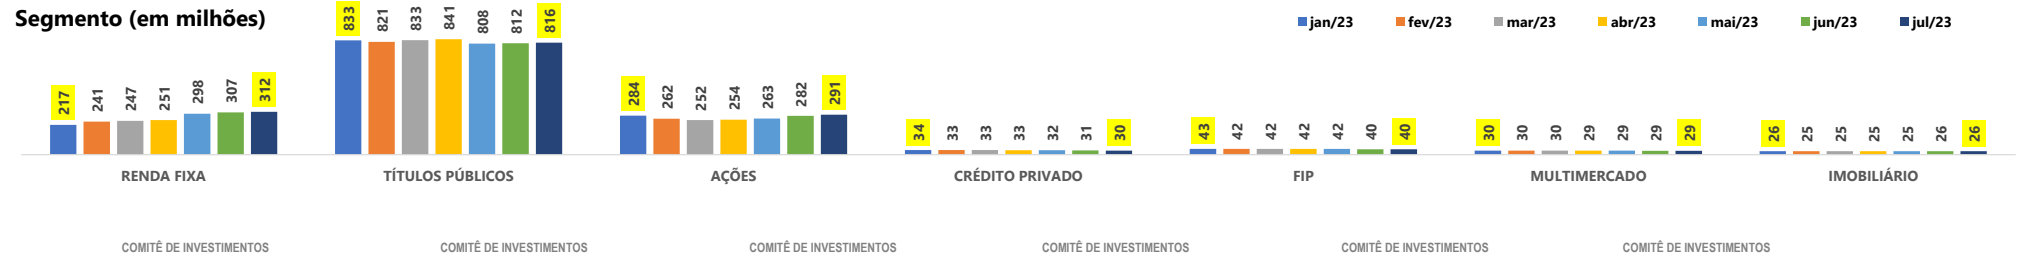 Segmento (em milhões)
jan/23 fev/23 mar/23 abr/23 mai/23 jun/23 jul/23
217 241 247 251 298 307 312
833 821 833 841 808 812 816
284 262 252 254 263 282 291
34 33 33 33 32 31 30
43 42 42 42 42 40 40
30 30 30 29 29 29 29
26 25 25 25 25 26 26
RENDA FIXA TÍTULOS PÚBLICOS AÇÕES CRÉDITO PRIVADO FIP MULTIMERCADO IMOBILIÁRIO
COMITÊ DE INVESTIMENTOS COMITÊ DE INVESTIMENTOS COMITÊ DE INVESTIMENTOS COMITÊ DE INVESTIMENTOS COMITÊ DE INVESTIMENTOS COMITÊ DE INVESTIMENTOS